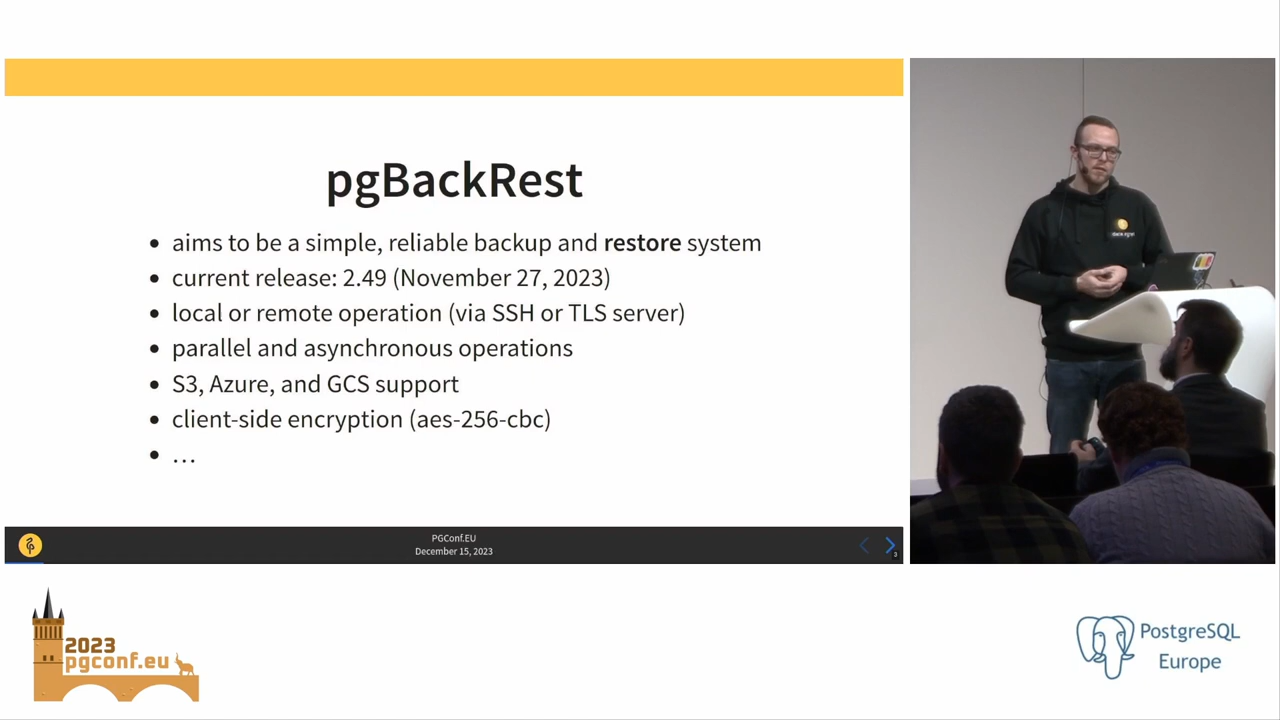 pgBackRest
• aims to be a simple, reliable backup and restore system
• current release: 2.49 (November 27, 2023)
• local or remote operation (via SSH or TLS server)
• parallel and asynchronous operations
• S3, Azure, and GCS support
• client-side encryption (aes-256-cbc)
• …
PGConf.EU
December 15, 2023
3
2023
pgconf.eu
PostgreSQL
Europe